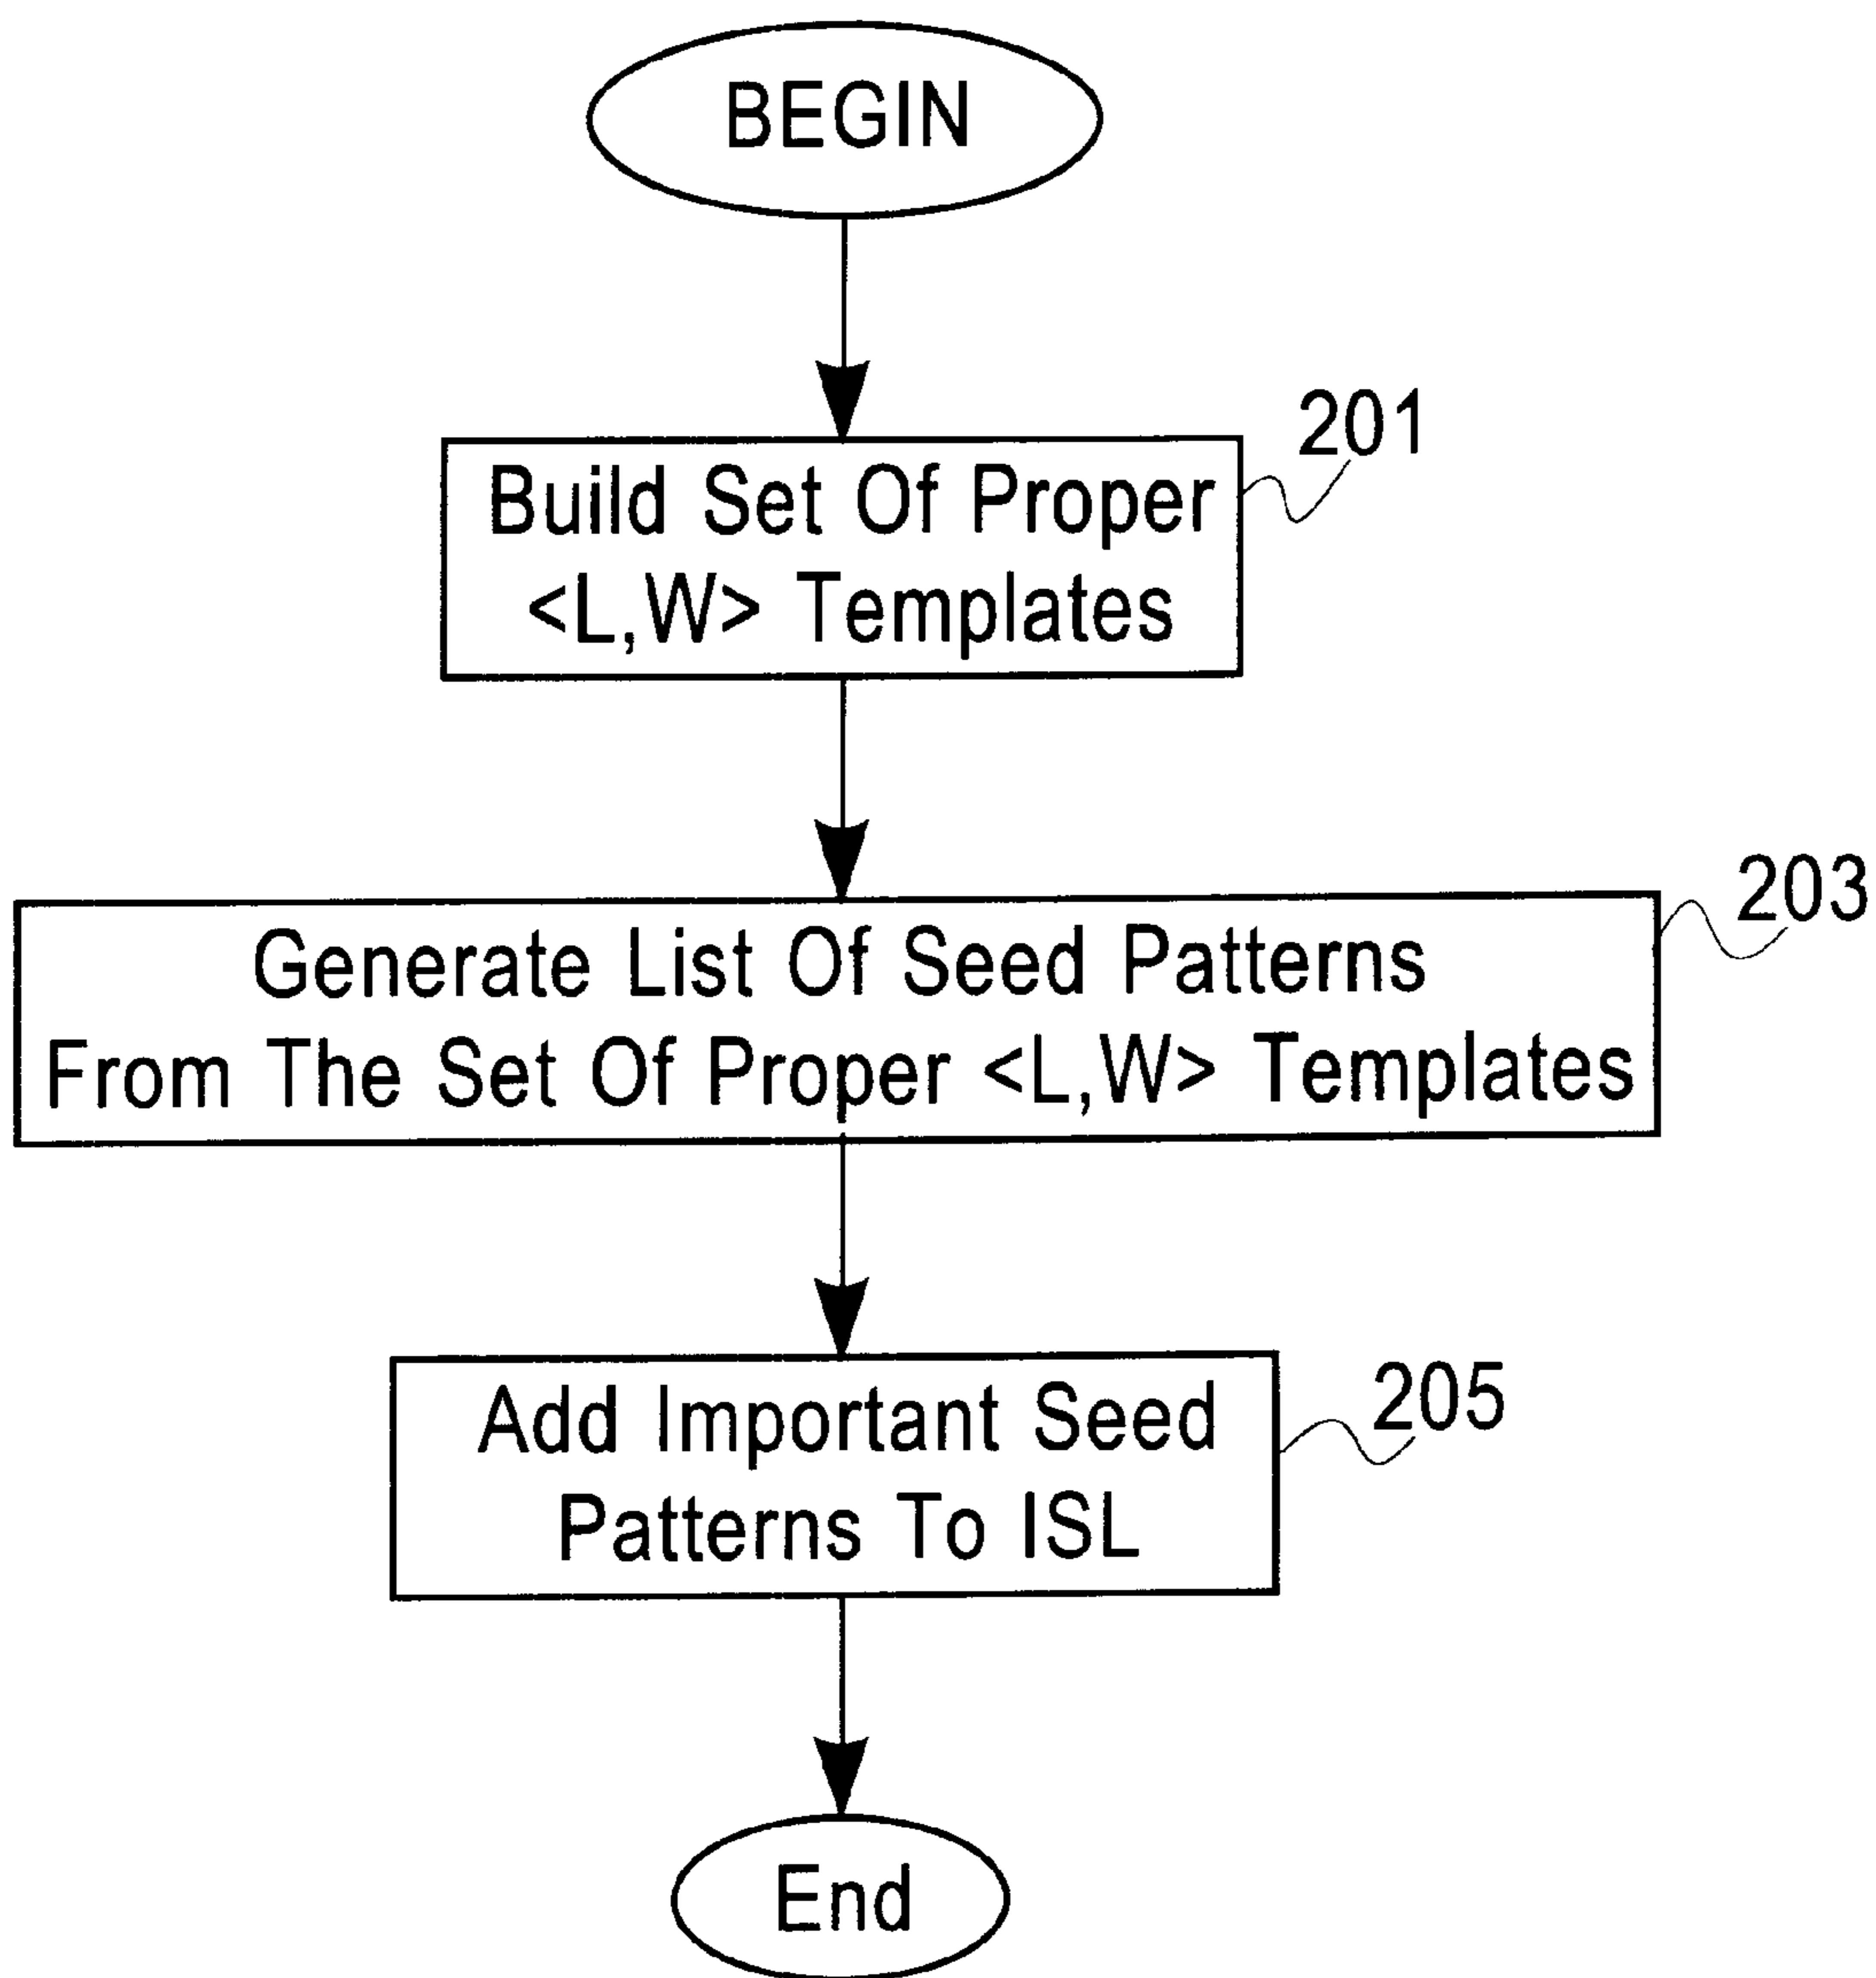 BEGIN
201
Build Set Of Proper
<L,W> Templates
203
Generate List Of Seed Patterns
From The Set Of Proper <L,W> Templates
205
Add Important Seed
Patterns To ISL
End